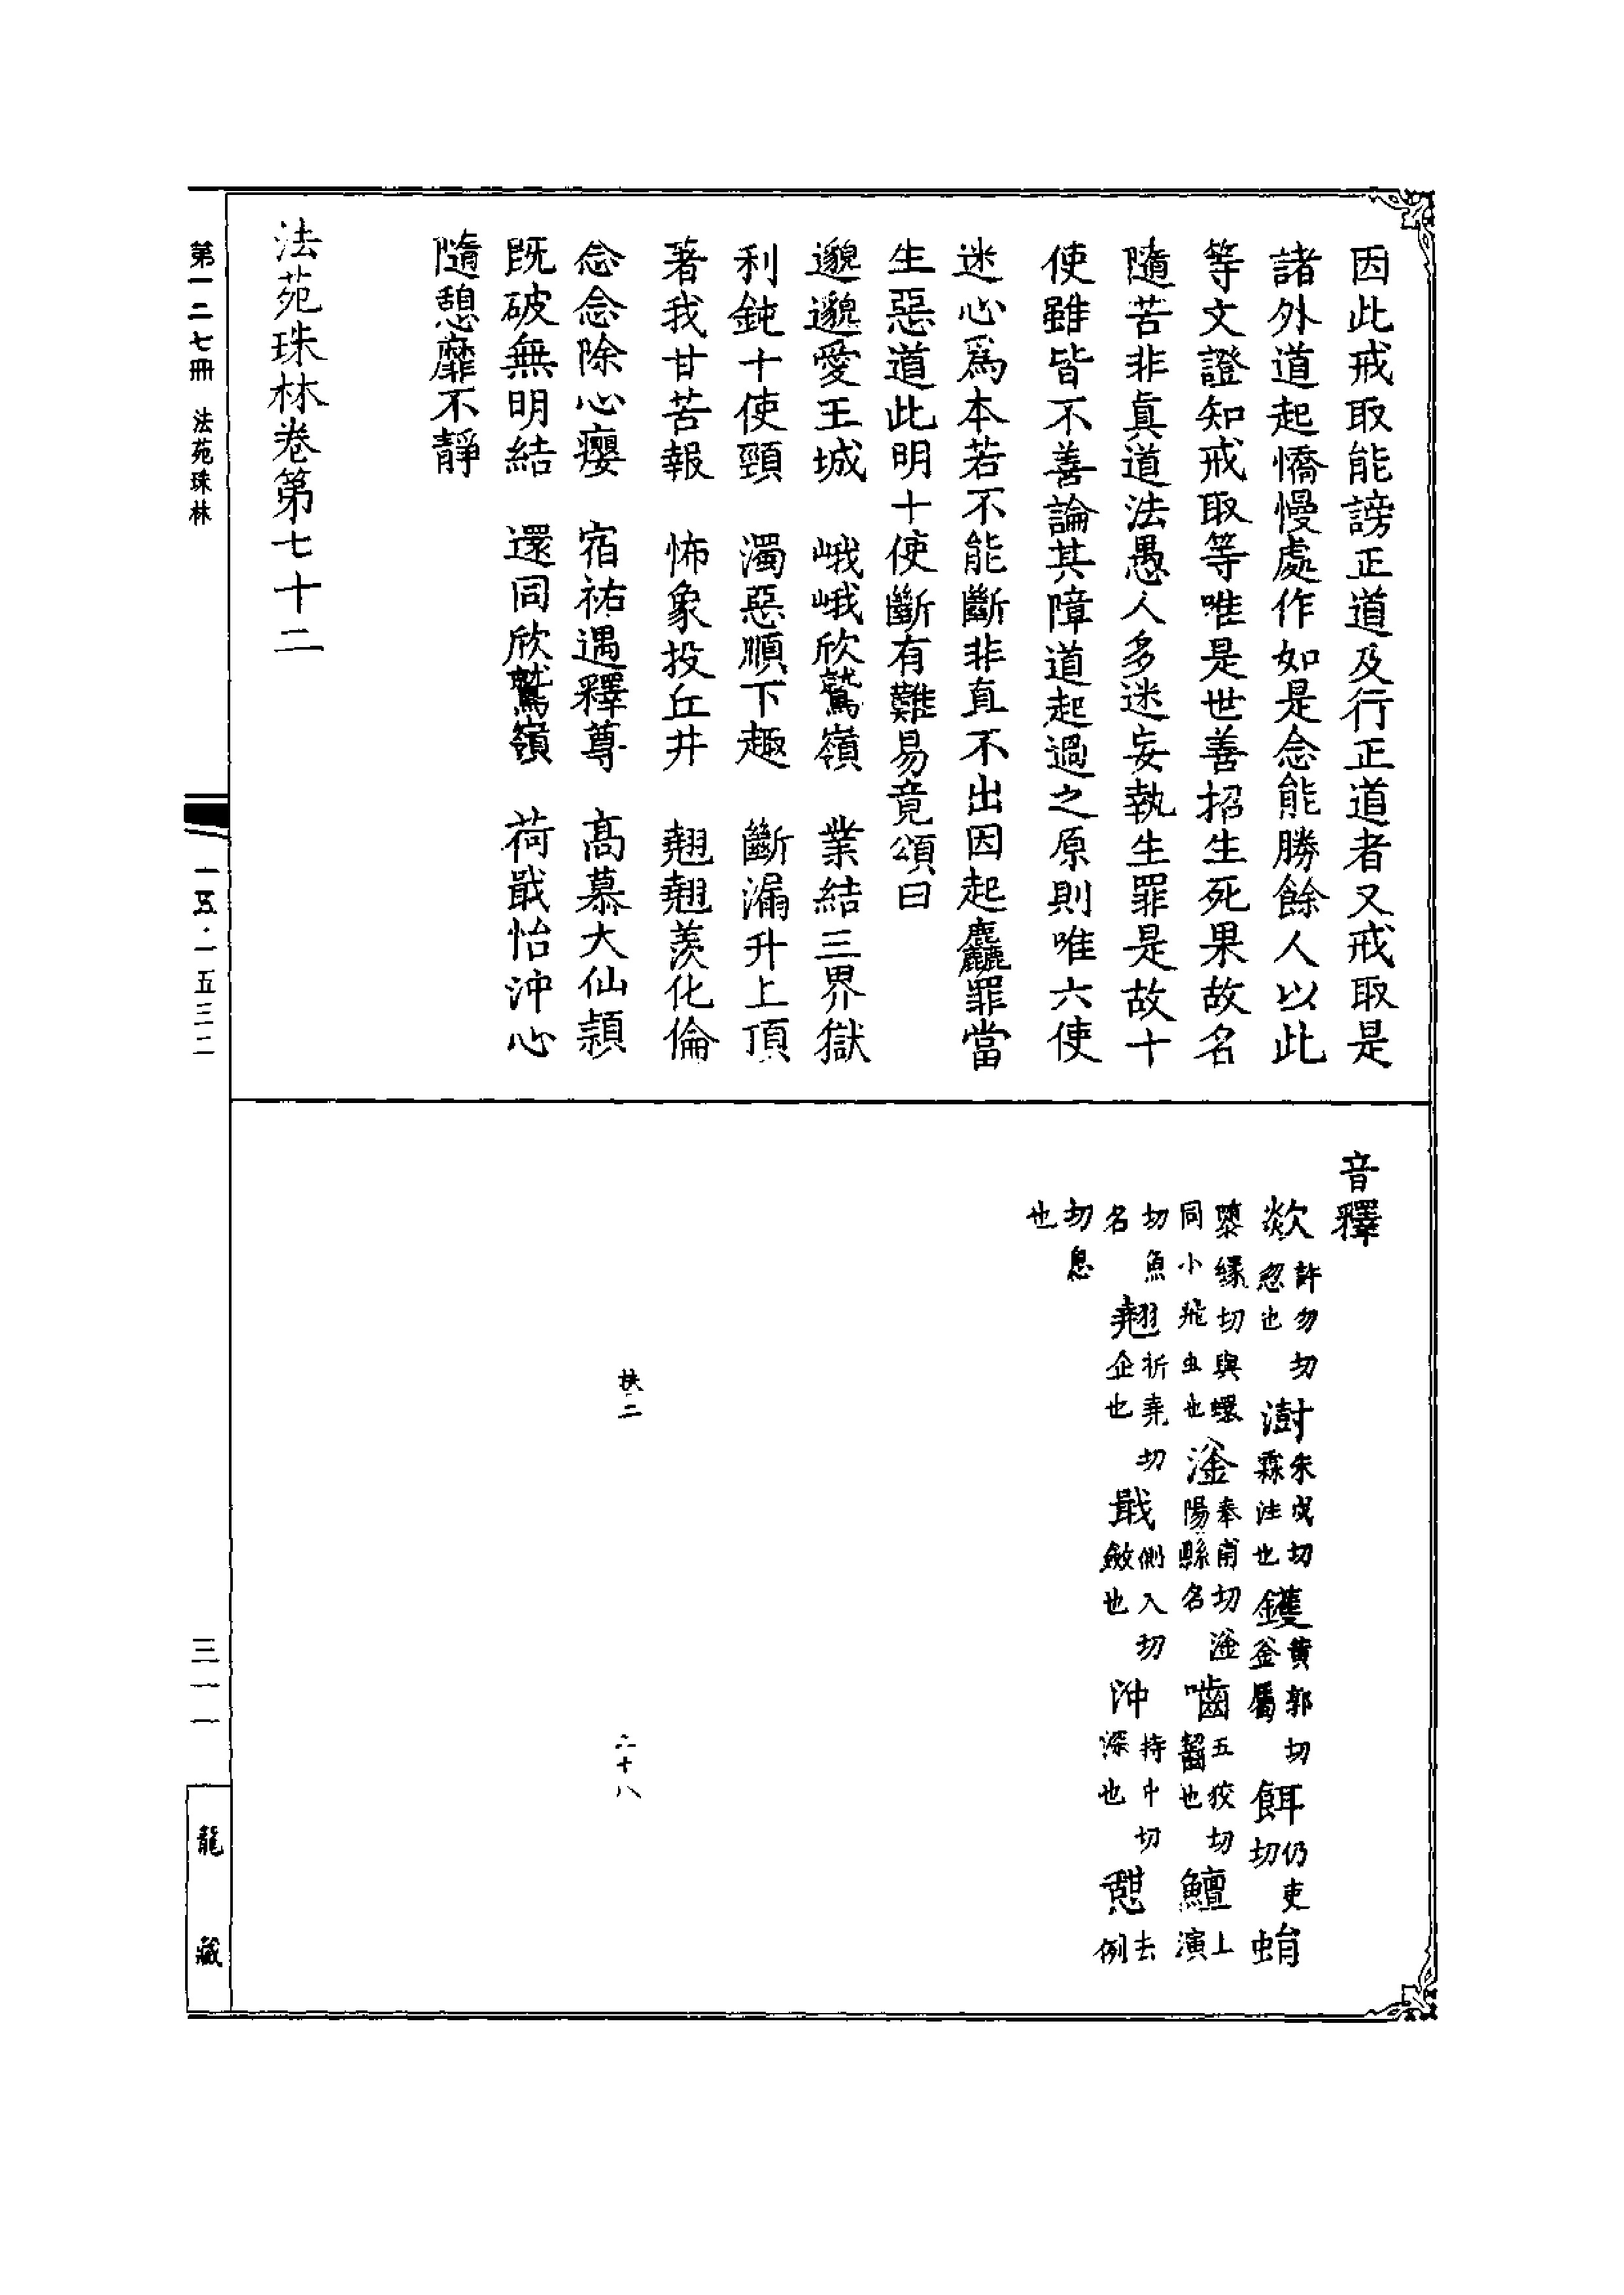 因此戒取能謗正道及行正道者又戒取是
諸外道起憍慢處作如是念能勝餘人以此
等文證知戒取等唯是世善招生死果故名
隨苦非眞道法愚人多迷妄執生罪是故十
使雖皆不善論其障道起過之原則唯六使
迷心爲本若不能斷非直不出因起麤罪當
生惡道此明十使斷有難易竟頌曰
邈邈愛王城　峨峨欣鷲嶺　業結三界獄
利鈍十使頸　濁惡順下趣　斷漏升上頂
著我甘苦報　怖象投丘井　翹翹羨化倫
念念除心癭　宿祐遇釋尊　高慕大仙頴
既破無明結　還同欣鷲嶺　荷戢怡沖心
隨憩靡不靜
法苑珠林卷第七十二
音釋
欻許勿切忽也　澍朱戍切霖注也　鑊黃郭切釜屬　餌仍吏切　蜎
縈緣切與蠉同小飛虫也　滏奉甫切滏陽縣名　嚙五狡切齧也　鱣上演
切魚名　翹祈堯切企也　戢側入切斂也　沖持中切深也　憩去例
切息也
扶二
二十八
第一二七冊　法苑珠林
一五·一五三二
三一一
龍藏